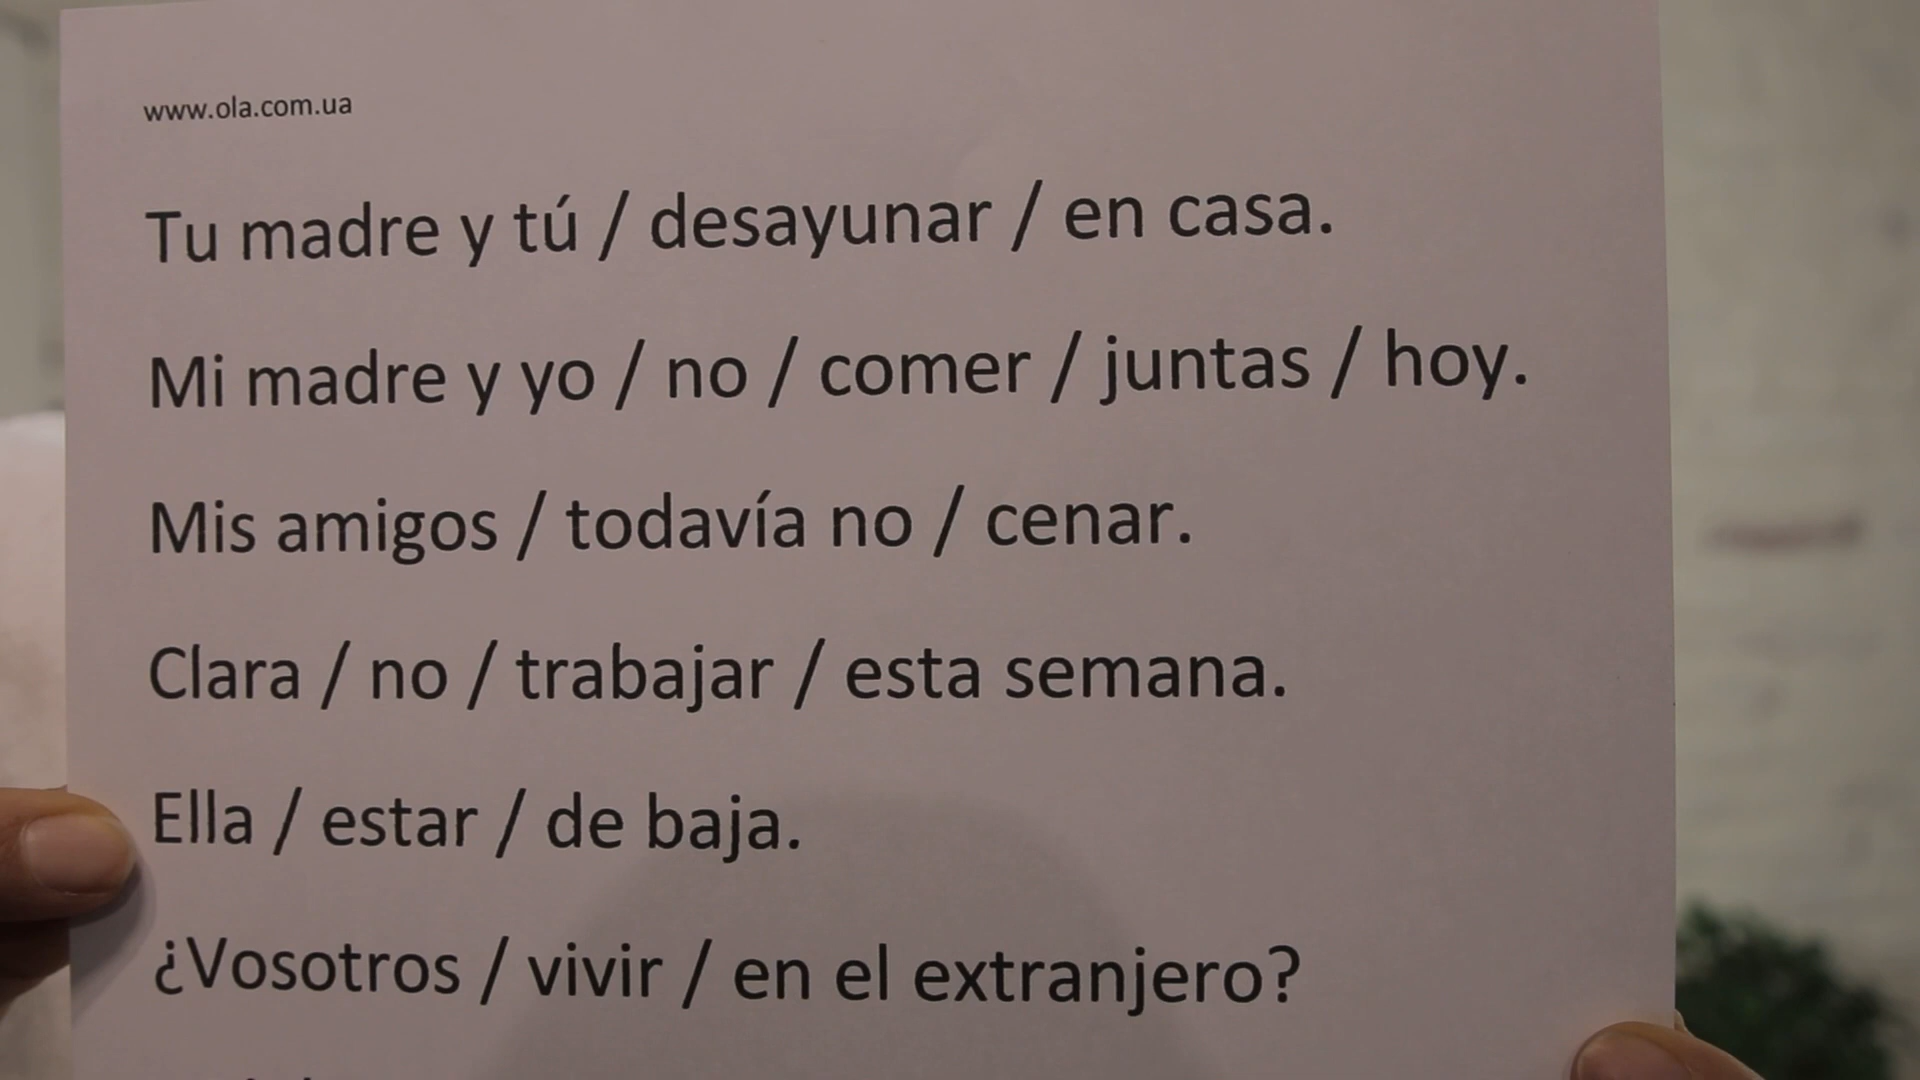 www.ola.com.ua
Tu madre y tú / desayunar / en casa.
Mi madre y yo / no / comer / juntas / hoy.
Mis amigos / todavía no / cenar.
Clara / no / trabajar / esta semana.
Ella / estar / de baja.
¿Vosotros / vivir / en el extranjero?